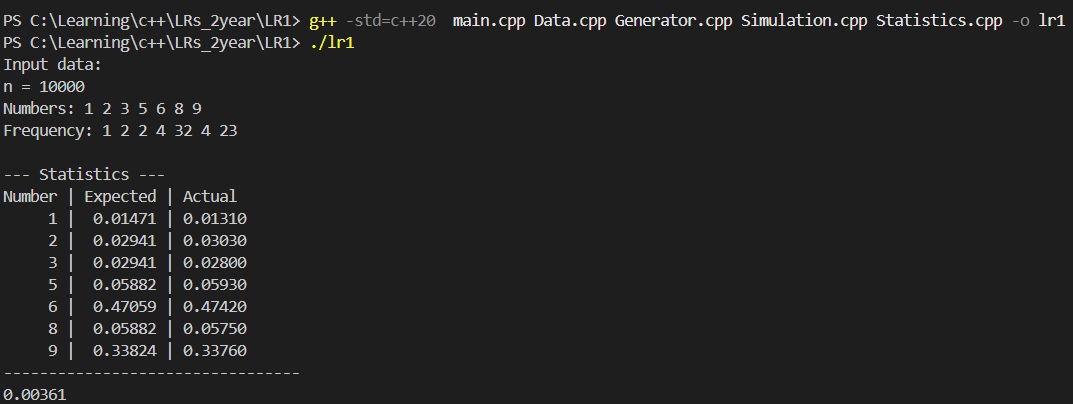 PS C:\Learning\c++\LRs_2year\LR1> g++ -std=c++20  main.cpp Data.cpp Generator.cpp Simulation.cpp Statistics.cpp -o lr1
PS C:\Learning\c++\LRs_2year\LR1> ./lr1
Input data:
n = 10000
Numbers: 1 2 3 5 6 8 9
Frequency: 1 2 2 4 32 4 23

--- Statistics ---
Number | Expected | Actual
     1 |  0.01471 | 0.01310
     2 |  0.02941 | 0.03030
     3 |  0.02941 | 0.02800
     5 |  0.05882 | 0.05930
     6 |  0.47059 | 0.47420
     8 |  0.05882 | 0.05750
     9 |  0.33824 | 0.33760
---------------------------------
0.00361